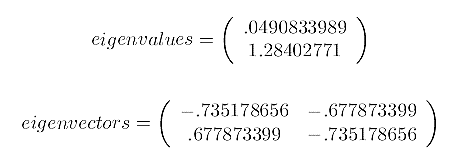 eigenvalues = ( .0490833989
1.28402771 )
eigenvectors = ( -.735178656 -.677873399
.677873399 -.735178656 )